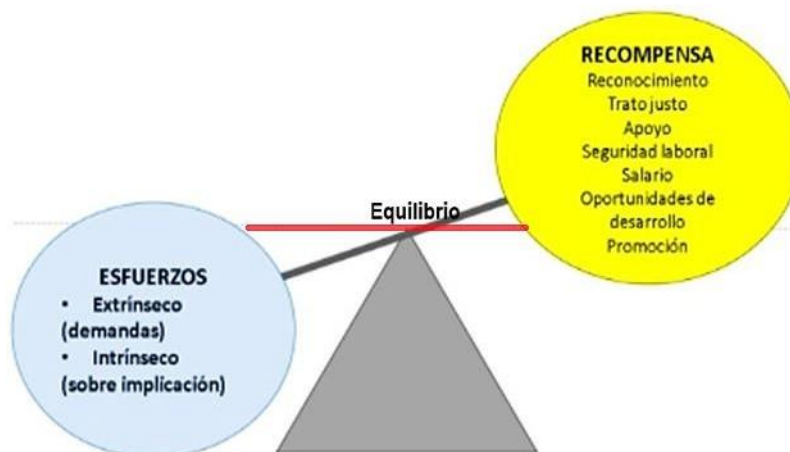 RECOMPENSA
Reconocimiento
Trato justo
Apoyo
Seguridad laboral
Salario
Oportunidades de
desarrollo
Promoción
Equilibrio
ESFUERZOS
• Extrínseco
(demandas)
• Intrínseco
(sobre implicación)